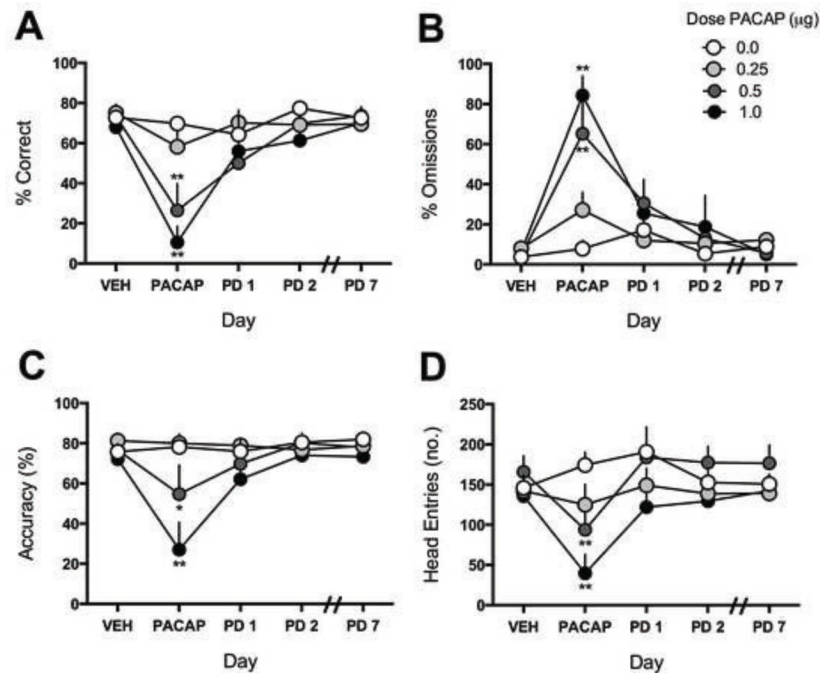 A
B
Dose PACAP (µg)
0.0
0.25
0.5
1.0
% Correct
100
80
60
40
20
0
**
**
VEH PACAP PD 1 PD 2 PD 7
Day
% Omissions
100
80
60
40
20
0
**
**
VEH PACAP PD 1 PD 2 PD 7
Day
C
D
Accuracy (%)
100
80
60
40
20
0
*
**
VEH PACAP PD 1 PD 2 PD 7
Day
Head Entries (no.)
250
200
150
100
50
0
**
**
VEH PACAP PD 1 PD 2 PD 7
Day